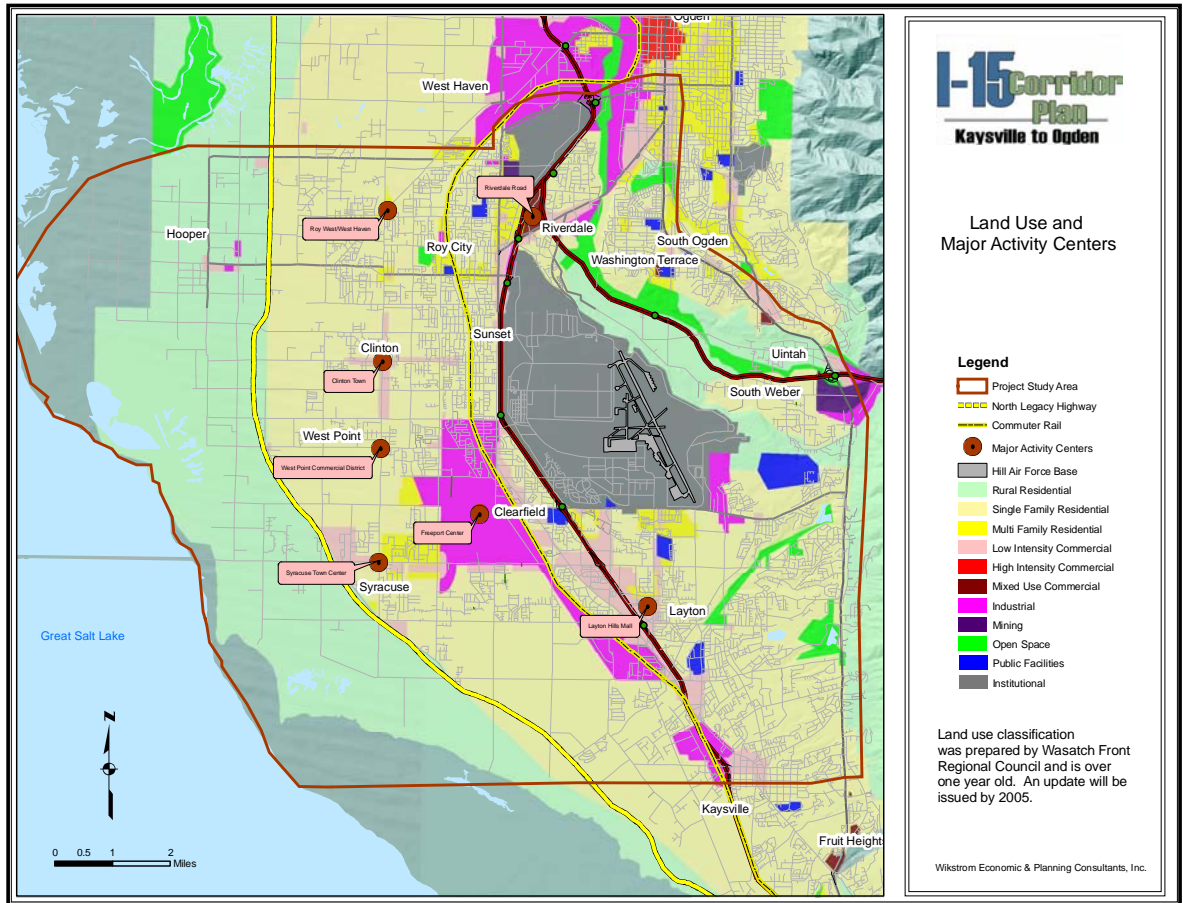 Ogden
West Haven
Riverdale Road
Roy West/West Haven
Hooper
Riverdale
Roy City
South Ogden
Washington Terrace
Sunset
Clinton
Uintah
Clinton Town
South Weber
West Point
West Point Commercial District
Clearfield
Freeport Center
Syracuse Town Center
Syracuse
Layton
Layton Hills Mall
Great Salt Lake
N
Kaysville
Fruit Height
0 0.5 1 2
Miles
I-15 Corridor
Plan
Kaysville to Ogden
Land Use and
Major Activity Centers
Legend
Project Study Area
North Legacy Highway
Commuter Rail
Major Activity Centers
Hill Air Force Base
Rural Residential
Single Family Residential
Multi Family Residential
Low Intensity Commercial
High Intensity Commercial
Mixed Use Commercial
Industrial
Mining
Open Space
Public Facilities
Institutional
Land use classification
was prepared by Wasatch Front
Regional Council and is over
one year old. An update will be
issued by 2005.
Wikstrom Economic & Planning Consultants, Inc.